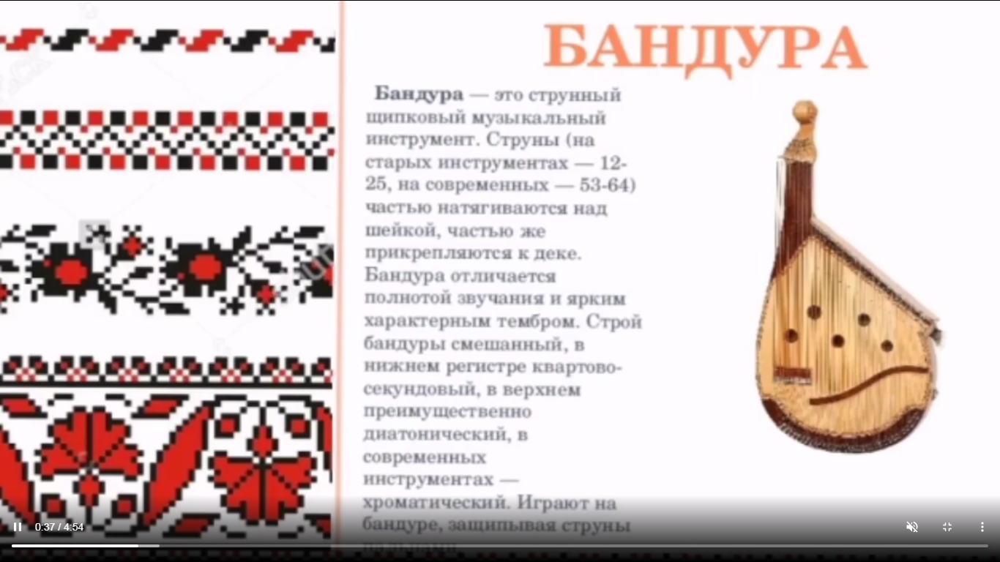 БАНДУРА
Бандура — это струнный
щипковый музыкальный
инструмент. Струны (на
старых инструментах — 12-
25, на современных — 53-64)
частью натягиваются над
шейкой, частью же
прикрепляются к деке.
Бандура отличается
полнотой звучания и ярким
характерным тембром. Строй
бандуры смешанный, в
нижнем регистре квартово-
секундовый, в верхнем
преимущественно
диатонический, в
современных
инструментах —
хроматический. Играют на
бандуре, защипывая струны
пальцами.
0:37 / 4:54